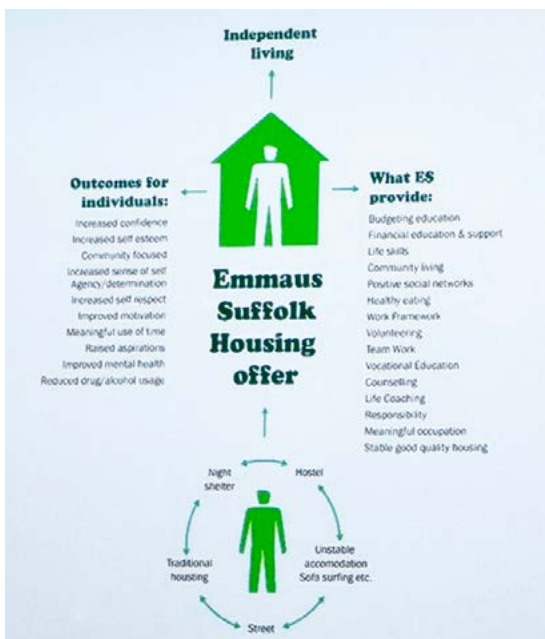 Independent
living
Outcomes for
individuals:
Increased confidence
Increased self esteem
Community focused
Increased sense of self
Agency/determination
Increased self respect
Improved motivation
Meaningful use of time
Raised aspirations
Improved mental health
Reduced drug/alcohol usage
What ES
provide:
Budgeting education
Financial education & support
Life skills
Community living
Positive social networks
Healthy eating
Work Framework
Volunteering
Team Work
Vocational Education
Counselling
Life Coaching
Responsibility
Meaningful occupation
Stable good quality housing
Emmaus
Suffolk
Housing
offer
Night
shelter
Hostel
Traditional
housting
Unstable
accomodation
Sofa surfing etc.
Street